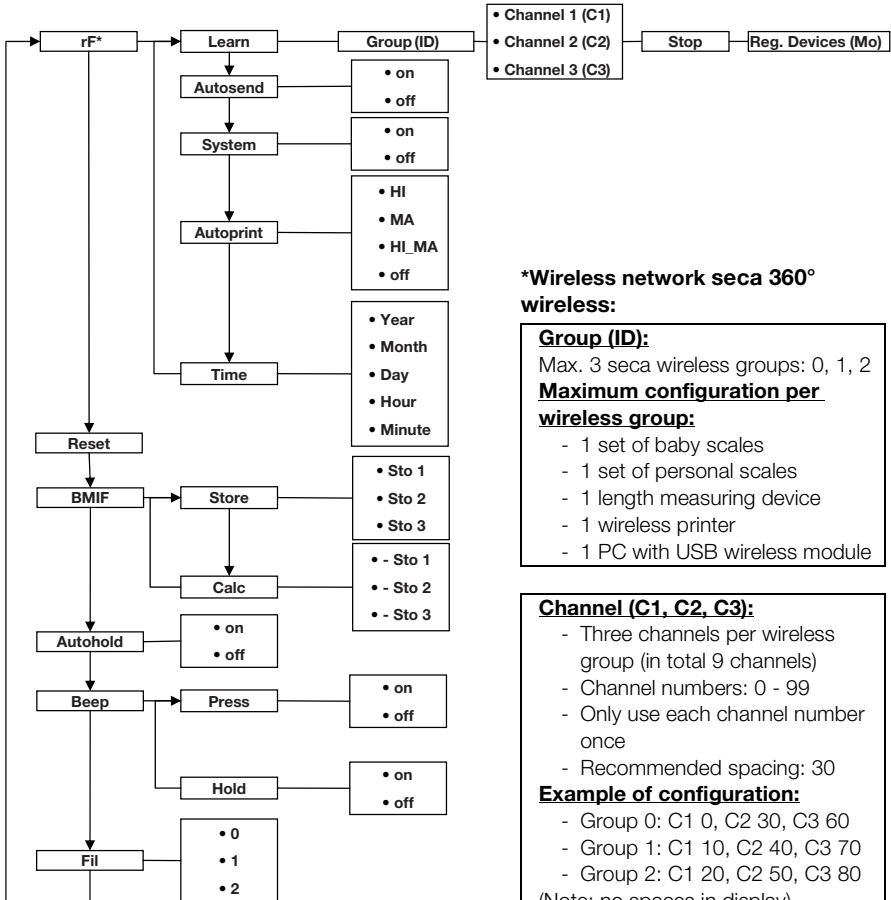 • Channel 1 (C1)
rF*
Learn
Group (ID)
• Channel 2 (C2)
Stop
Reg. Devices (Mo)
• Channel 3 (C3)
Autosend
• on
• off
System
• on
• off
Autoprint
• HI
• MA
• HI_MA
• off
Time
• Year
• Month
• Day
• Hour
• Minute
Reset
BMIF
Store
• Sto 1
• Sto 2
• Sto 3
Calc
• - Sto 1
• - Sto 2
• - Sto 3
Autohold
• on
• off
Beep
Press
• on
• off
Hold
• on
• off
Fil
• 0
• 1
• 2
*Wireless network seca 360°
wireless:
Group (ID):
Max. 3 seca wireless groups: 0, 1, 2
Maximum configuration per
wireless group:
- 1 set of baby scales
- 1 set of personal scales
- 1 length measuring device
- 1 wireless printer
- 1 PC with USB wireless module
Channel (C1, C2, C3):
- Three channels per wireless
group (in total 9 channels)
- Channel numbers: 0 - 99
- Only use each channel number
once
- Recommended spacing: 30
Example of configuration:
- Group 0: C1 0, C2 30, C3 60
- Group 1: C1 10, C2 40, C3 70
- Group 2: C1 20, C2 50, C3 80
(Note: no spaces in display)